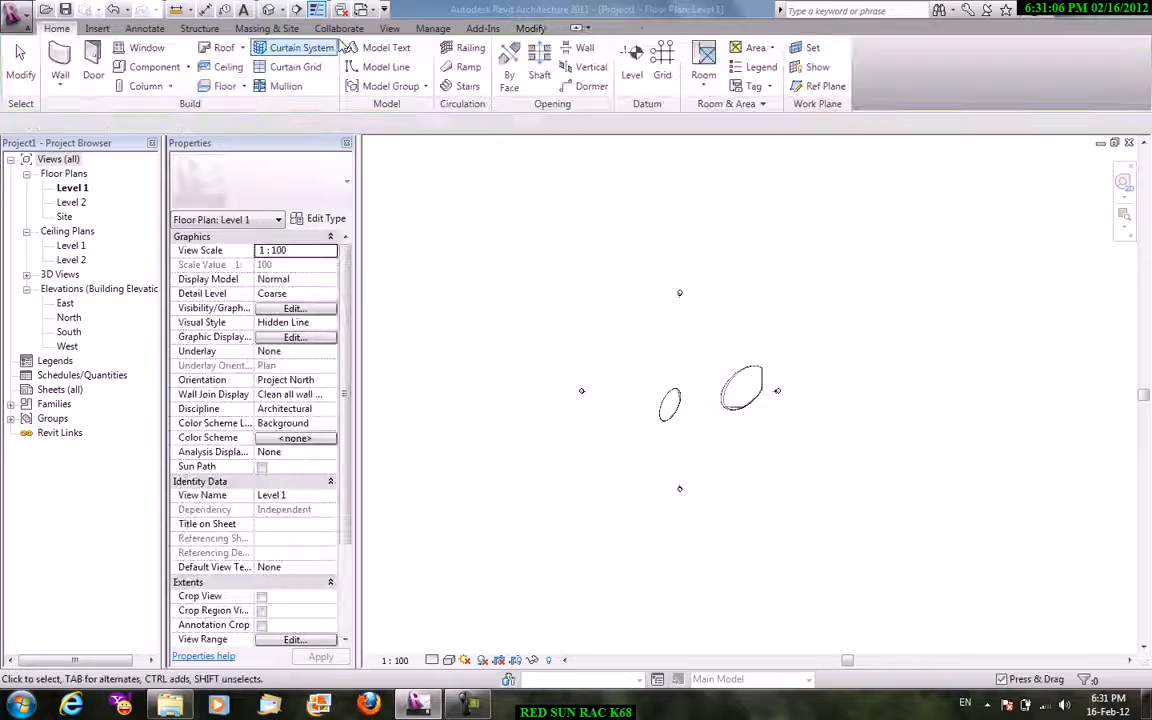 Autodesk Revit Architecture 2011 - [Project1 - Floor Plan: Level 1]
Type a keyword or phrase
6:31:06 PM 02/16/2012
Home Insert Annotate Structure Massing & Site Collaborate View Manage Add-Ins Modify
Window Roof Curtain System Model Text Railing Wall Area Legend Set
Component Ceiling Curtain Grid Model Line Ramp Vertical Show
Column Floor Mullion Model Group Stairs Dormer Tag Ref Plane
Modify Wall Door By Face Shaft Level Grid Room
Select Build Model Circulation Opening Datum Room & Area Work Plane
Project1 - Project Browser
Views (all)
Floor Plans
Level 1
Level 2
Site
Ceiling Plans
Level 1
Level 2
3D Views
Elevations (Building Elevatio
East
North
South
West
Legends
Schedules/Quantities
Sheets (all)
Families
Groups
Revit Links
Properties
Floor Plan: Level 1 Edit Type
Graphics
View Scale 1 : 100
Scale Value 1: 100
Display Model Normal
Detail Level Coarse
Visibility/Graph... Edit...
Visual Style Hidden Line
Graphic Display... Edit...
Underlay None
Underlay Orient... Plan
Orientation Project North
Wall Join Display Clean all wall ...
Discipline Architectural
Color Scheme L... Background
Color Scheme <none>
Analysis Displa... None
Sun Path
Identity Data
View Name Level 1
Dependency Independent
Title on Sheet
Referencing Sh...
Referencing De...
Default View Te... None
Extents
Crop View
Crop Region Vi...
Annotation Crop
View Range Edit...
Properties help Apply
1 : 100
Click to select, TAB for alternates, CTRL adds, SHIFT unselects.
Main Model
Press & Drag
:0
EN
6:31 PM
16-Feb-12
RED SUN RAC K68